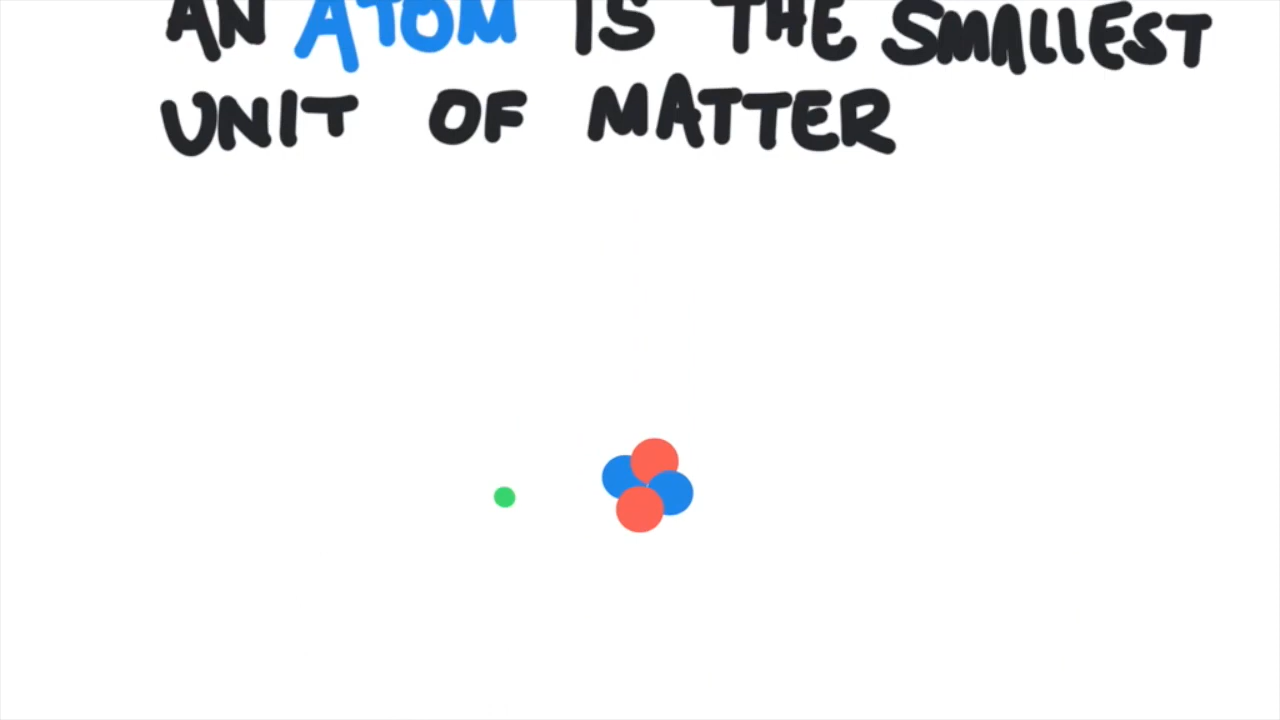 AN ATOM IS THE SMALLEST
UNIT OF MATTER